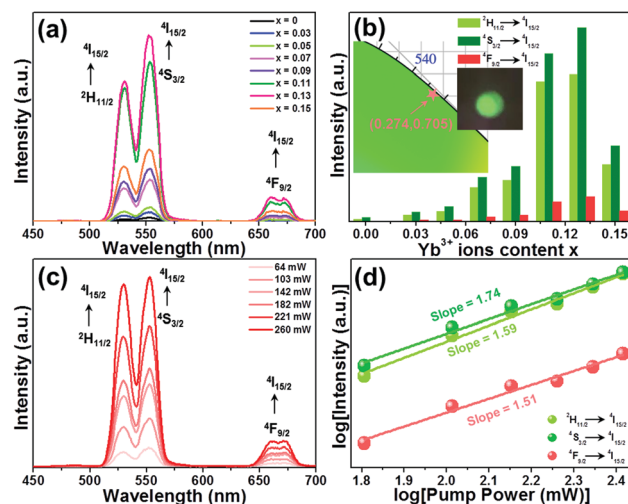 (a)
⁴I₁₅/₂
²H₁₁/₂
⁴I₁₅/₂
⁴S₃/₂
⁴I₁₅/₂
⁴F₉/₂
x = 0
x = 0.03
x = 0.05
x = 0.07
x = 0.09
x = 0.11
x = 0.13
x = 0.15
Intensity (a.u.)
450 500 550 600 650 700
Wavelength (nm)
(b)
²H₁₁/₂→⁴I₁₅/₂
⁴S₃/₂→⁴I₁₅/₂
⁴F₉/₂→⁴I₁₅/₂
540
(0.274,0.705)
Intensity (a.u.)
0.00 0.03 0.05 0.07 0.09 0.11 0.13 0.15
Yb³⁺ ions content x
(c)
⁴I₁₅/₂
²H₁₁/₂
⁴I₁₅/₂
⁴S₃/₂
⁴I₁₅/₂
⁴F₉/₂
64 mW
103 mW
142 mW
182 mW
221 mW
260 mW
Intensity (a.u.)
450 500 550 600 650 700
Wavelength (nm)
(d)
Slope = 1.74
Slope = 1.59
Slope = 1.51
²H₁₁/₂→⁴I₁₅/₂
⁴S₃/₂→⁴I₁₅/₂
⁴F₉/₂→⁴I₁₅/₂
log[Intensity (a.u.)]
1.8 1.9 2.0 2.1 2.2 2.3 2.4
log[Pump Power (mW)]